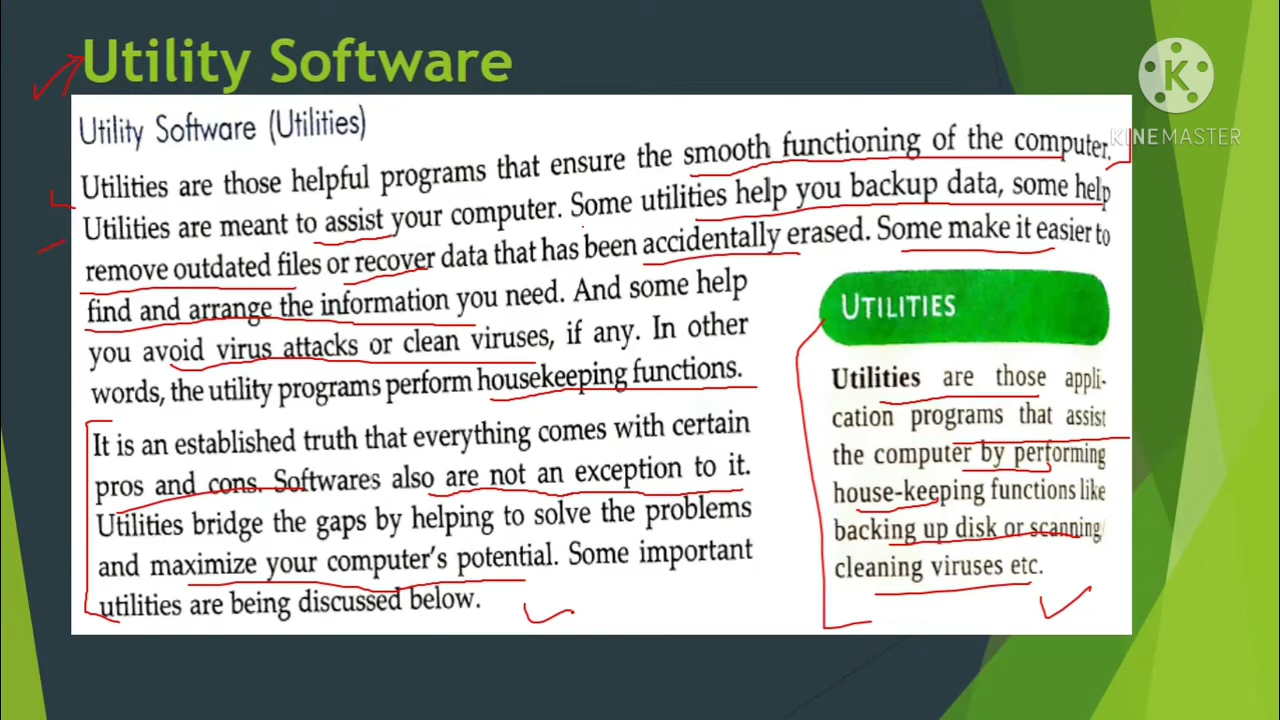 Utility Software
K
KINEMASTER
Utility Software (Utilities)
Utilities are those helpful programs that ensure the smooth functioning of the computer.
Utilities are meant to assist your computer. Some utilities help you backup data, some help
remove outdated files or recover data that has been accidentally erased. Some make it easier to
find and arrange the information you need. And some help
you avoid virus attacks or clean viruses, if any. In other
words, the utility programs perform housekeeping functions.
It is an established truth that everything comes with certain
pros and cons. Softwares also are not an exception to it.
Utilities bridge the gaps by helping to solve the problems
and maximize your computer's potential. Some important
utilities are being discussed below.
UTILITIES
Utilities are those appli-
cation programs that assist
the computer by performing
house-keeping functions like
backing up disk or scanning/
cleaning viruses etc.